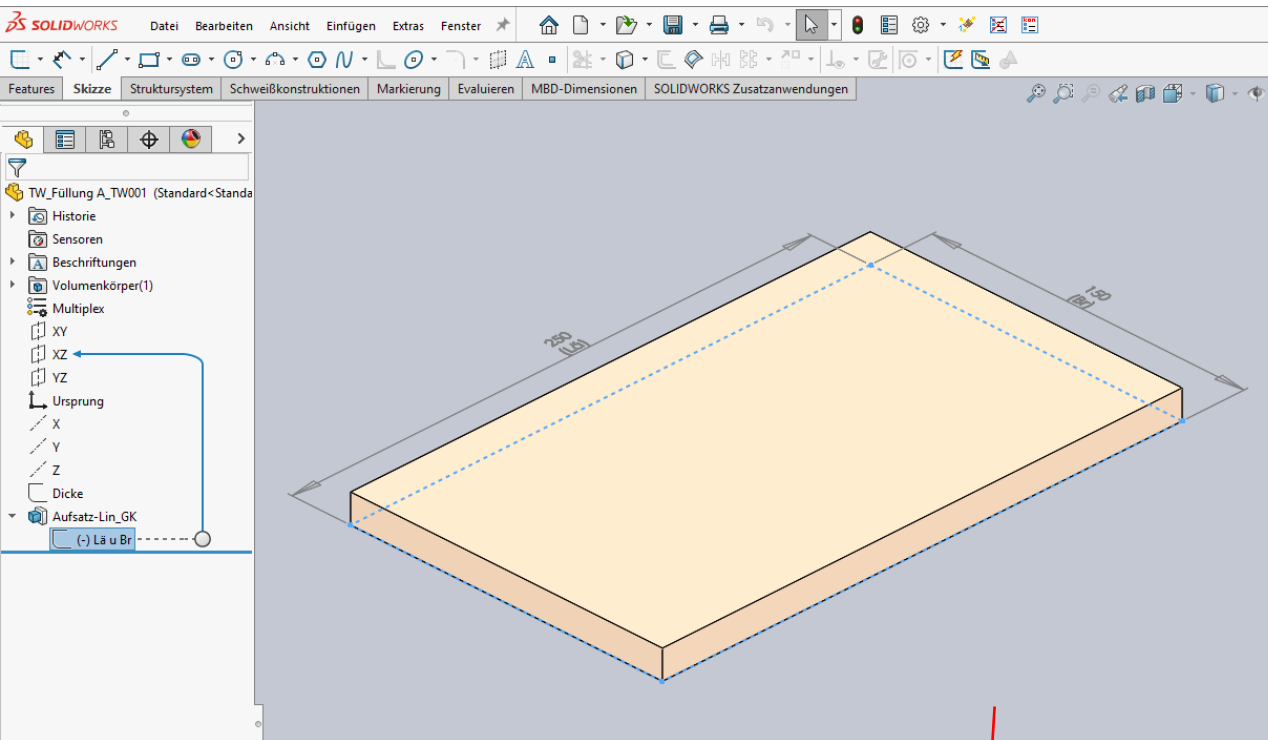 SOLIDWORKS Datei Bearbeiten Ansicht Einfügen Extras Fenster
Features Skizze Struktursystem Schweißkonstruktionen Markierung Evaluieren MBD-Dimensionen SOLIDWORKS Zusatzanwendungen
TW_Füllung A_TW001 (Standard<Standa
Historie
Sensoren
Beschriftungen
Volumenkörper(1)
Multiplex
XY
XZ
YZ
Ursprung
X
Y
Z
Dicke
Aufsatz-Lin_GK
(-) Lä u Br
250
(Lä)
150
(Br)